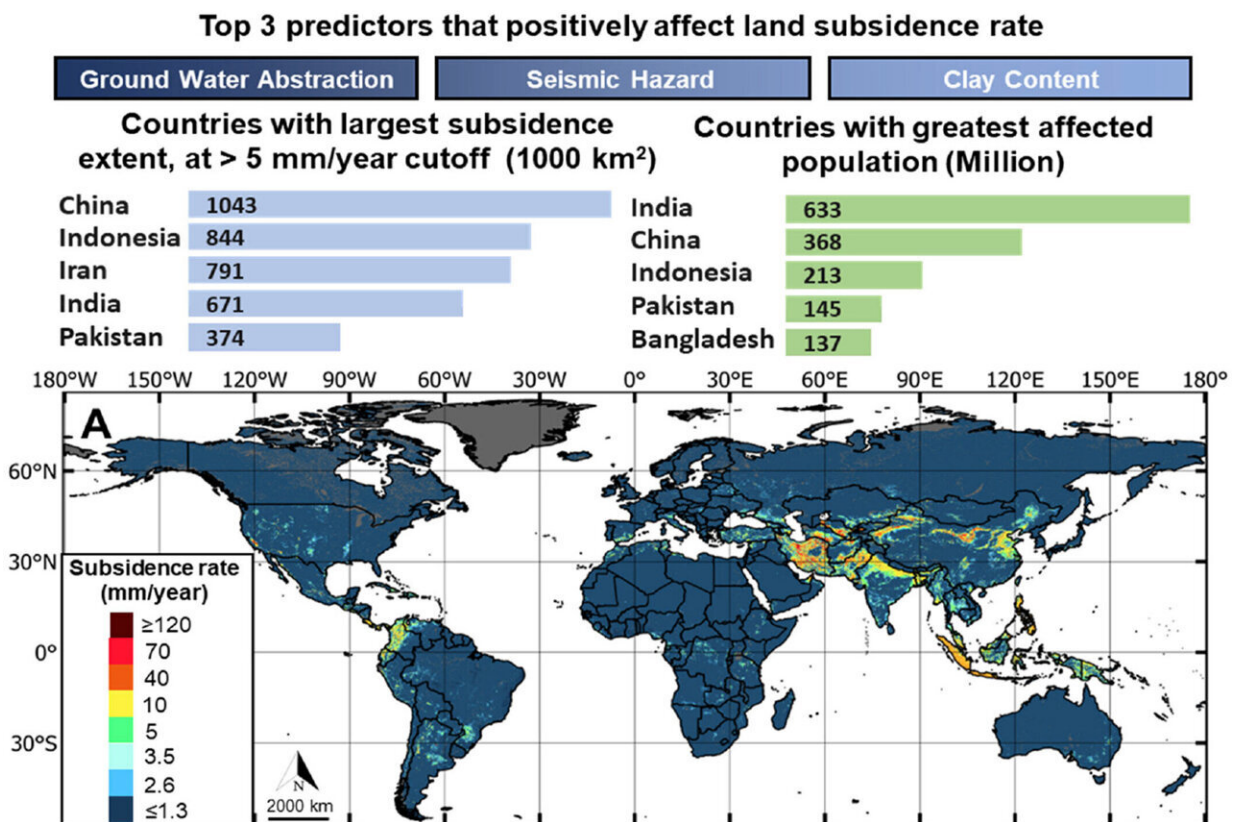 Top 3 predictors that positively affect land subsidence rate
Ground Water Abstraction
Seismic Hazard
Clay Content
Countries with largest subsidence
extent, at > 5 mm/year cutoff (1000 km²)
China 1043
Indonesia 844
Iran 791
India 671
Pakistan 374
Countries with greatest affected
population (Million)
India 633
China 368
Indonesia 213
Pakistan 145
Bangladesh 137
180°W 150°W 120°W 90°W 60°W 30°W 0° 30°E 60°E 90°E 120°E 150°E 180°
A
60°N
30°N
0°
30°S
Subsidence rate
(mm/year)
≥120
70
40
10
5
3.5
2.6
≤1.3
N
2000 km